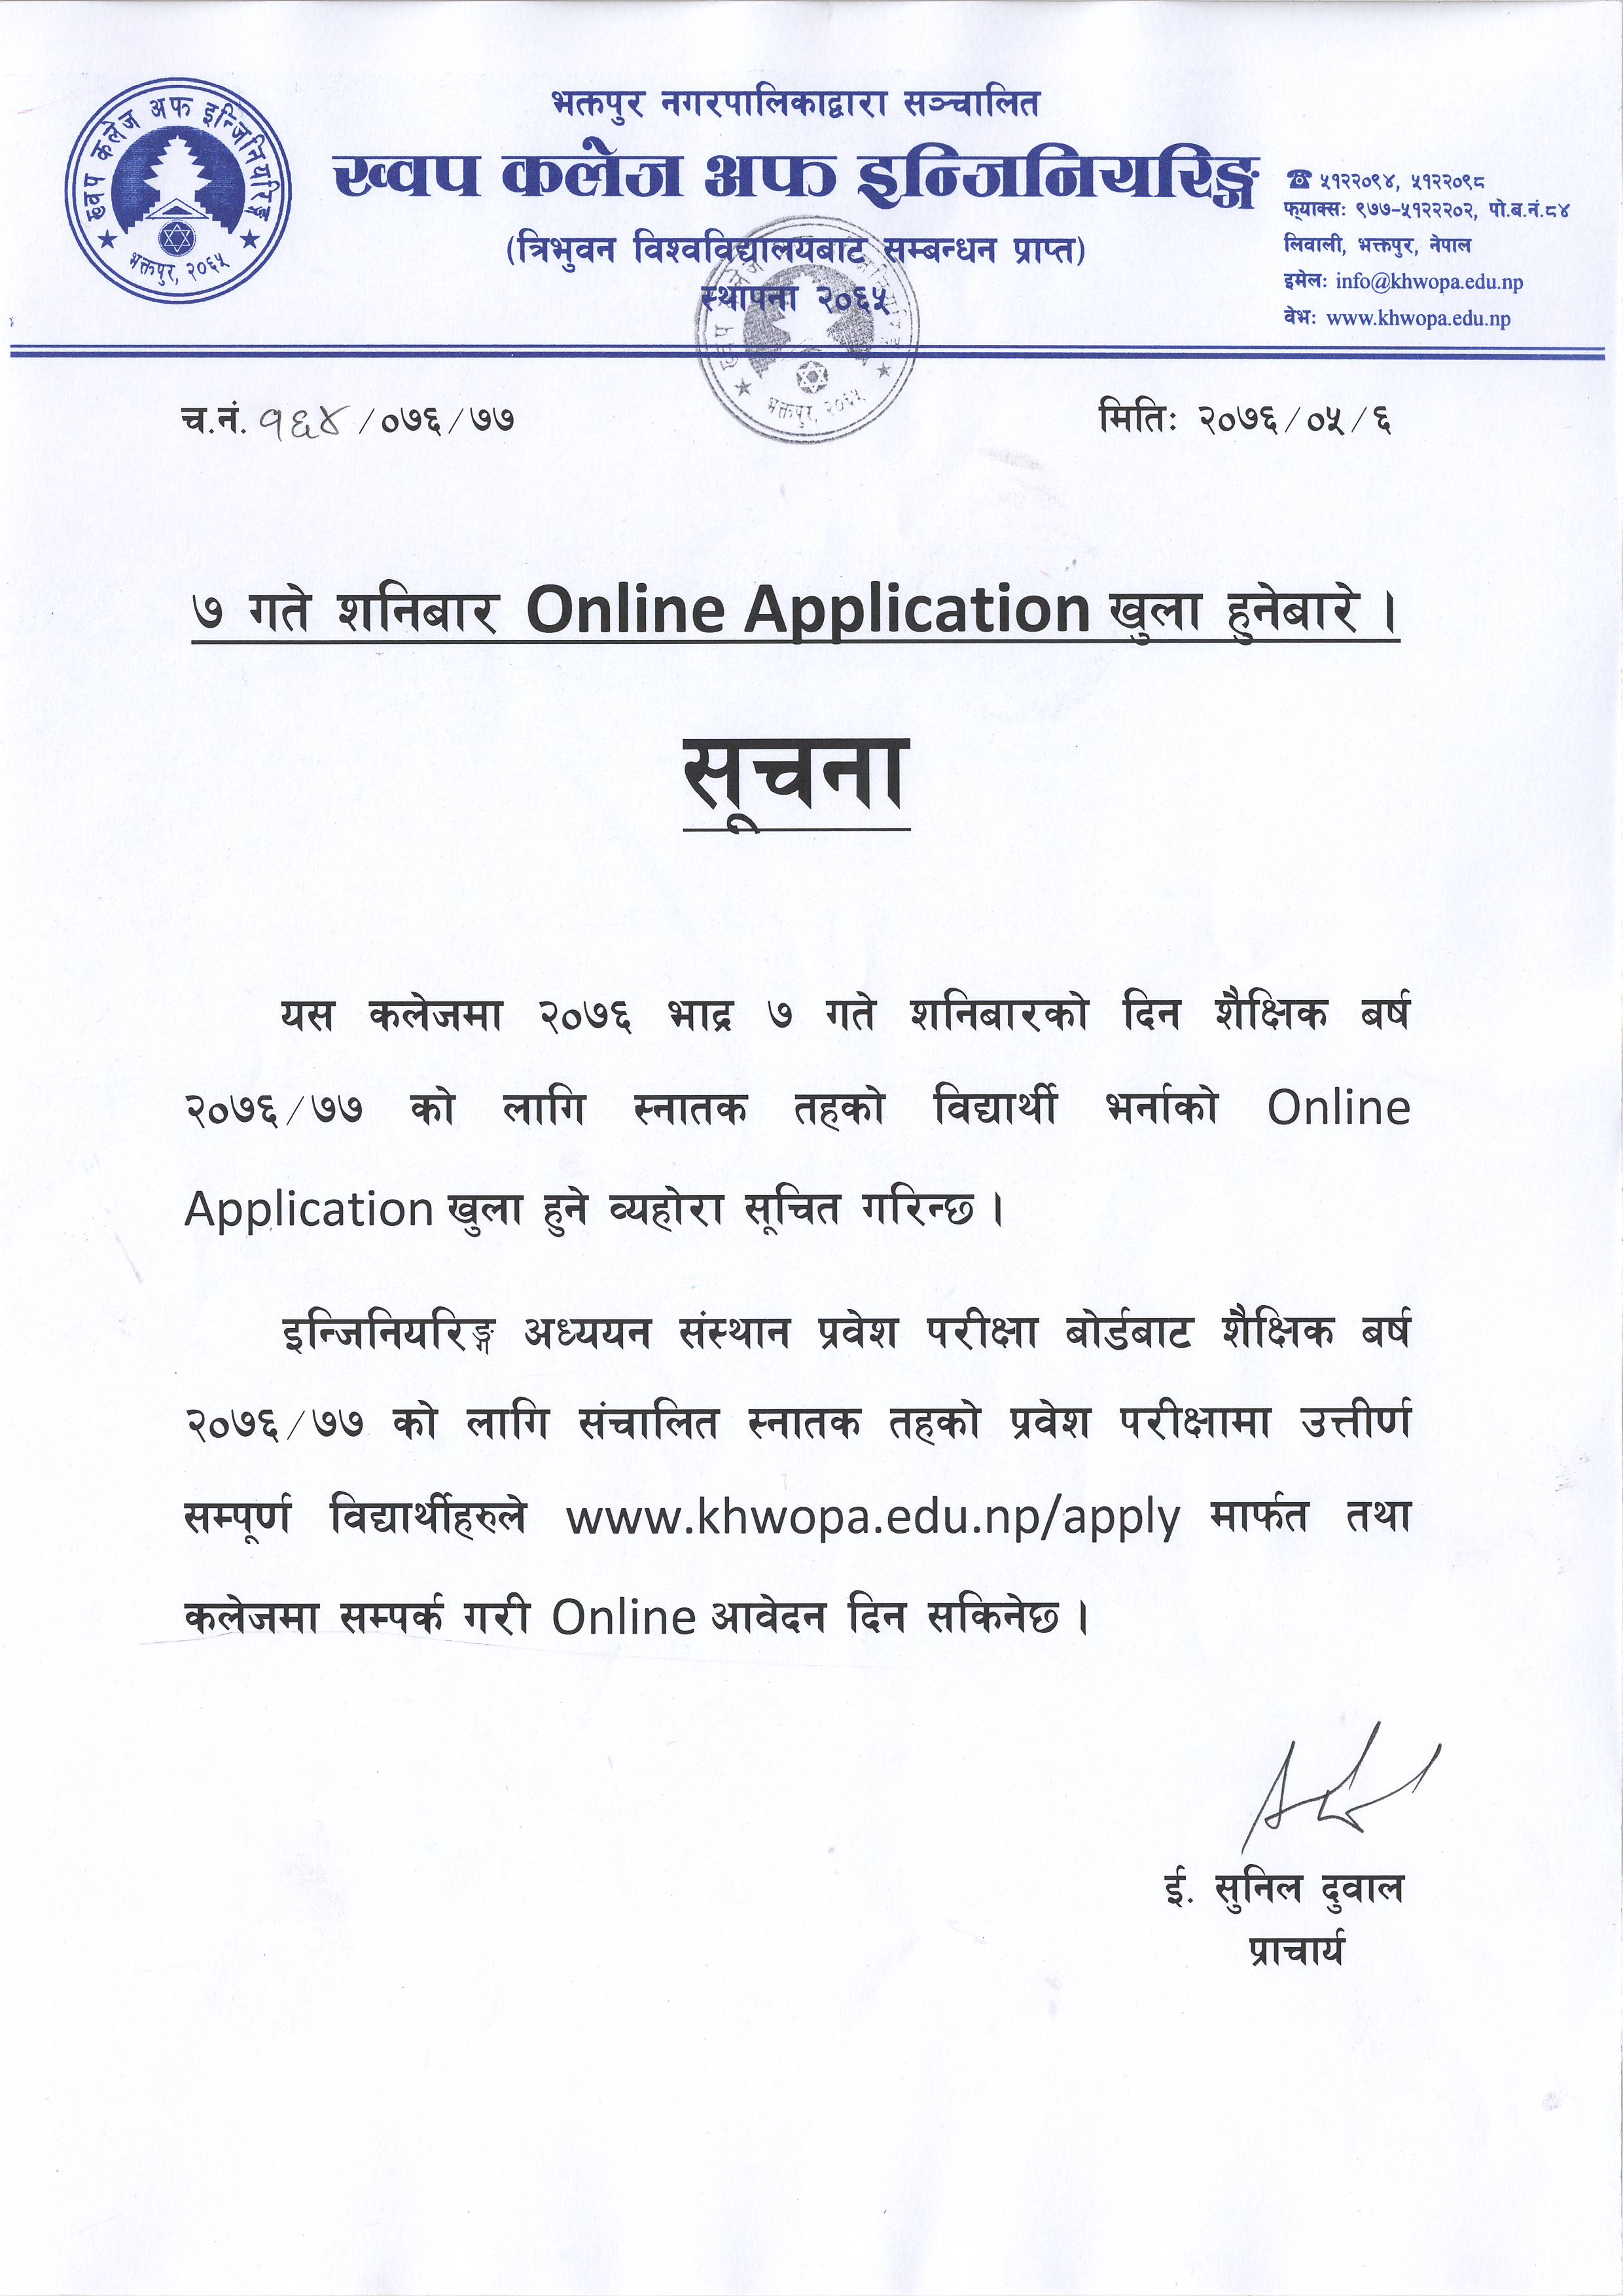 भक्तपुर नगरपालिकाद्वारा सञ्चालित
ख्वप कलेज अफ इन्जिनियरिङ्ग
(त्रिभुवन विश्वविद्यालयबाट सम्बन्धन प्राप्त)
स्थापना २०६५
ख्वप कलेज अफ इन्जिनियरिङ्ग
भक्तपुर, २०६५
☎ ५१२२०९४, ५१२२०९८
फ्याक्सः ९७७-५१२२२०२, पो.ब.नं.८४
लिवाली, भक्तपुर, नेपाल
इमेलः info@khwopa.edu.np
वेभः www.khwopa.edu.np
भक्तपुर, २०६५
च.नं. १६४ /०७६/७७
मितिः २०७६/०५/६
७ गते शनिबार Online Application खुला हुनेबारे ।
सूचना
यस कलेजमा २०७६ भाद्र ७ गते शनिबारको दिन शैक्षिक बर्ष
२०७६/७७ को लागि स्नातक तहको विद्यार्थी भर्नाको Online
Application खुला हुने व्यहोरा सूचित गरिन्छ ।
इन्जिनियरिङ्ग अध्ययन संस्थान प्रवेश परीक्षा बोर्डबाट शैक्षिक बर्ष
२०७६/७७ को लागि संचालित स्नातक तहको प्रवेश परीक्षामा उत्तीर्ण
सम्पूर्ण विद्यार्थीहरुले www.khwopa.edu.np/apply मार्फत तथा
कलेजमा सम्पर्क गरी Online आवेदन दिन सकिनेछ ।
ई. सुनिल दुवाल
प्राचार्य